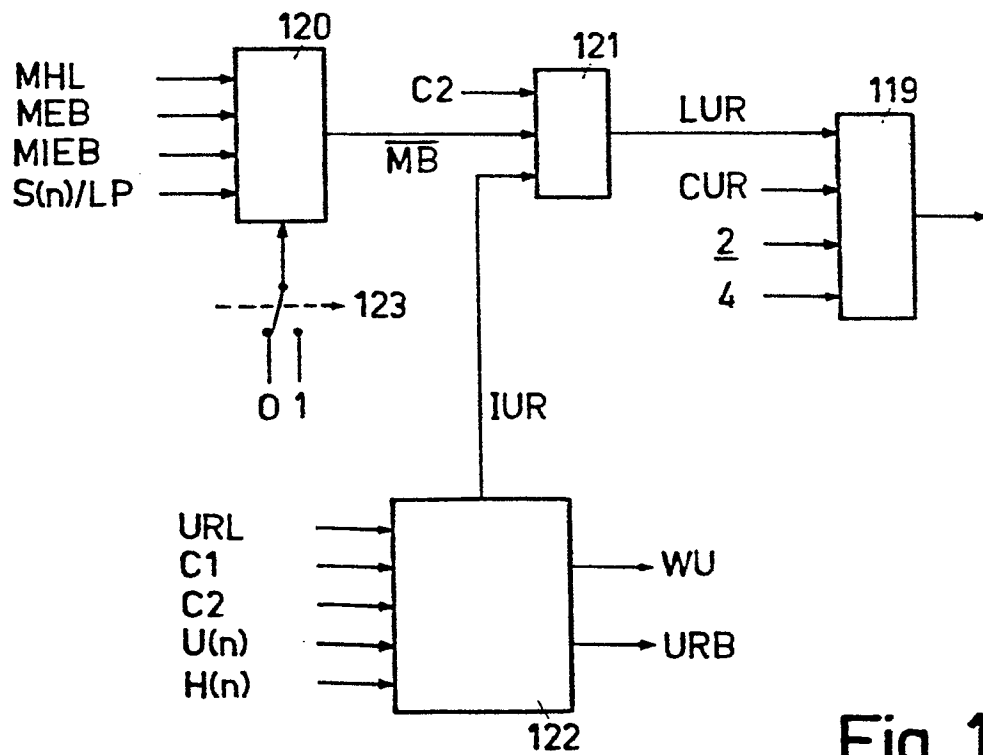 120
121
119
MHL
MEB
MIEB
S(n)/LP
C2
M̅B̅
LUR
CUR
2
4
123
0 1
IUR
URL
C1
C2
U(n)
H(n)
WU
URB
122
Fig. 1